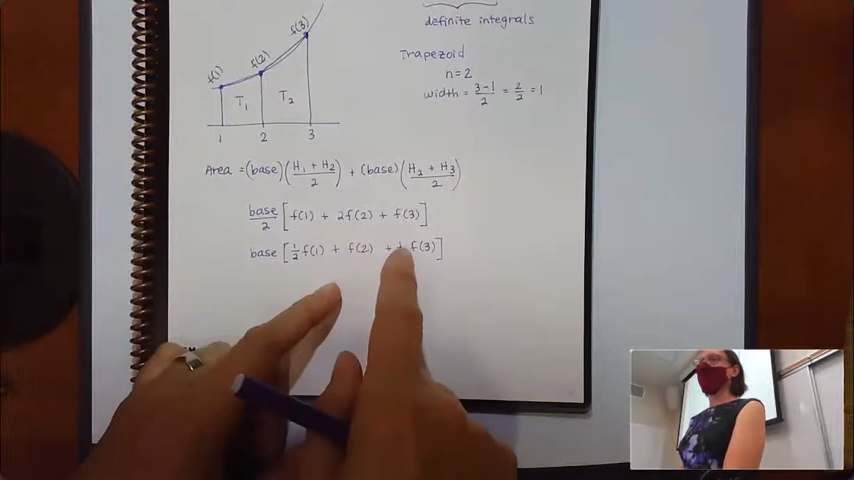 definite integrals
Trapezoid
n=2
width = 3-1/2 = 2/2 = 1
f(1) f(2) f(3)
T1 T2
1 2 3
Area = (base)(H1 + H2/2) + (base)(H2 + H3/2)
base/2 [f(1) + 2f(2) + f(3)]
base [1/2 f(1) + f(2) + f(3)]